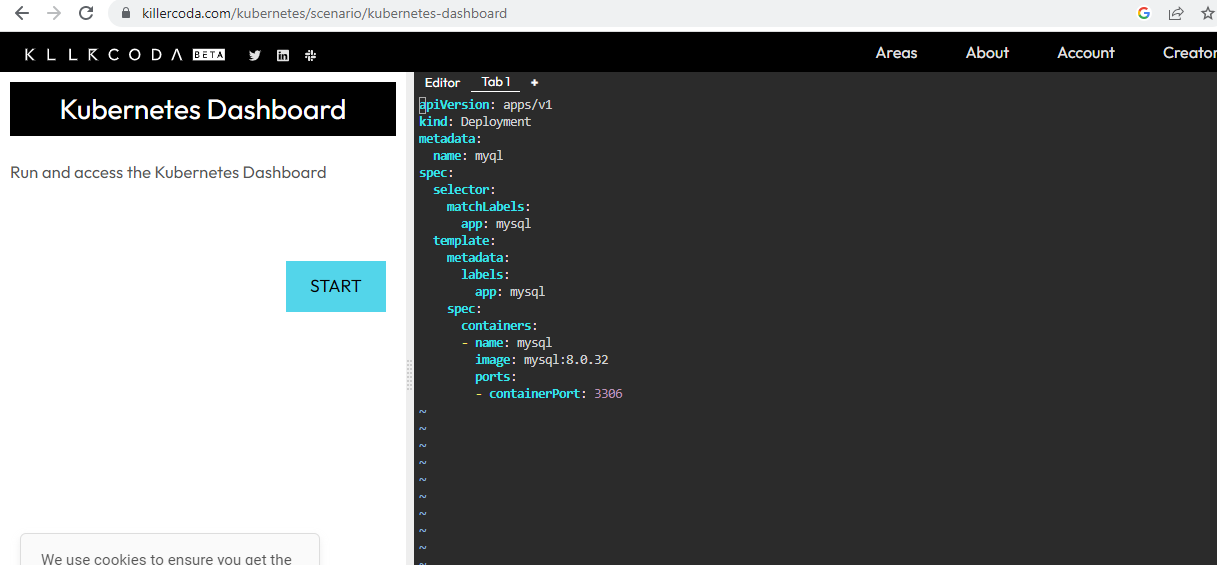 killercoda.com/kubernetes/scenario/kubernetes-dashboard
KILLERCODA BETA
Areas About Account Creator
Kubernetes Dashboard
Run and access the Kubernetes Dashboard
START
We use cookies to ensure you get the
Editor Tab 1 +
apiVersion: apps/v1
kind: Deployment
metadata:
  name: myql
spec:
  selector:
    matchLabels:
      app: mysql
  template:
    metadata:
      labels:
        app: mysql
    spec:
      containers:
      - name: mysql
        image: mysql:8.0.32
        ports:
        - containerPort: 3306
~
~
~
~
~
~
~
~
~
~